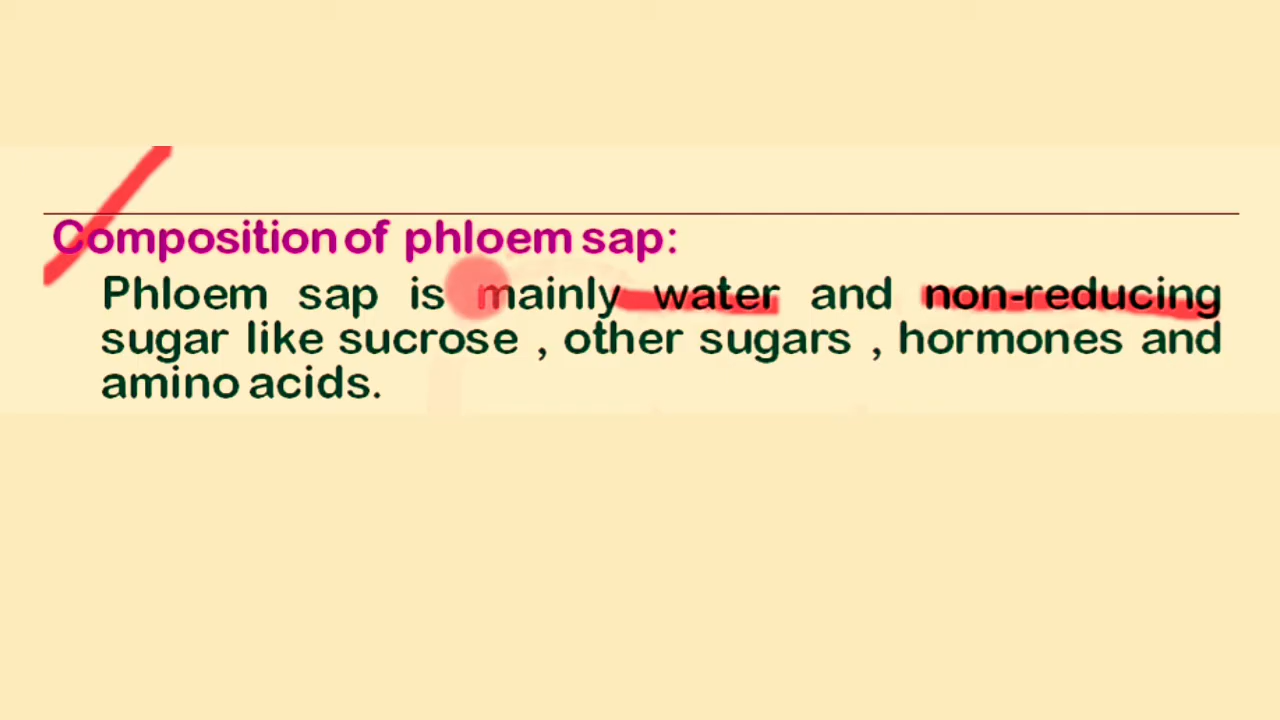 Composition of phloem sap:
Phloem sap is mainly water and non-reducing
sugar like sucrose , other sugars , hormones and
amino acids.